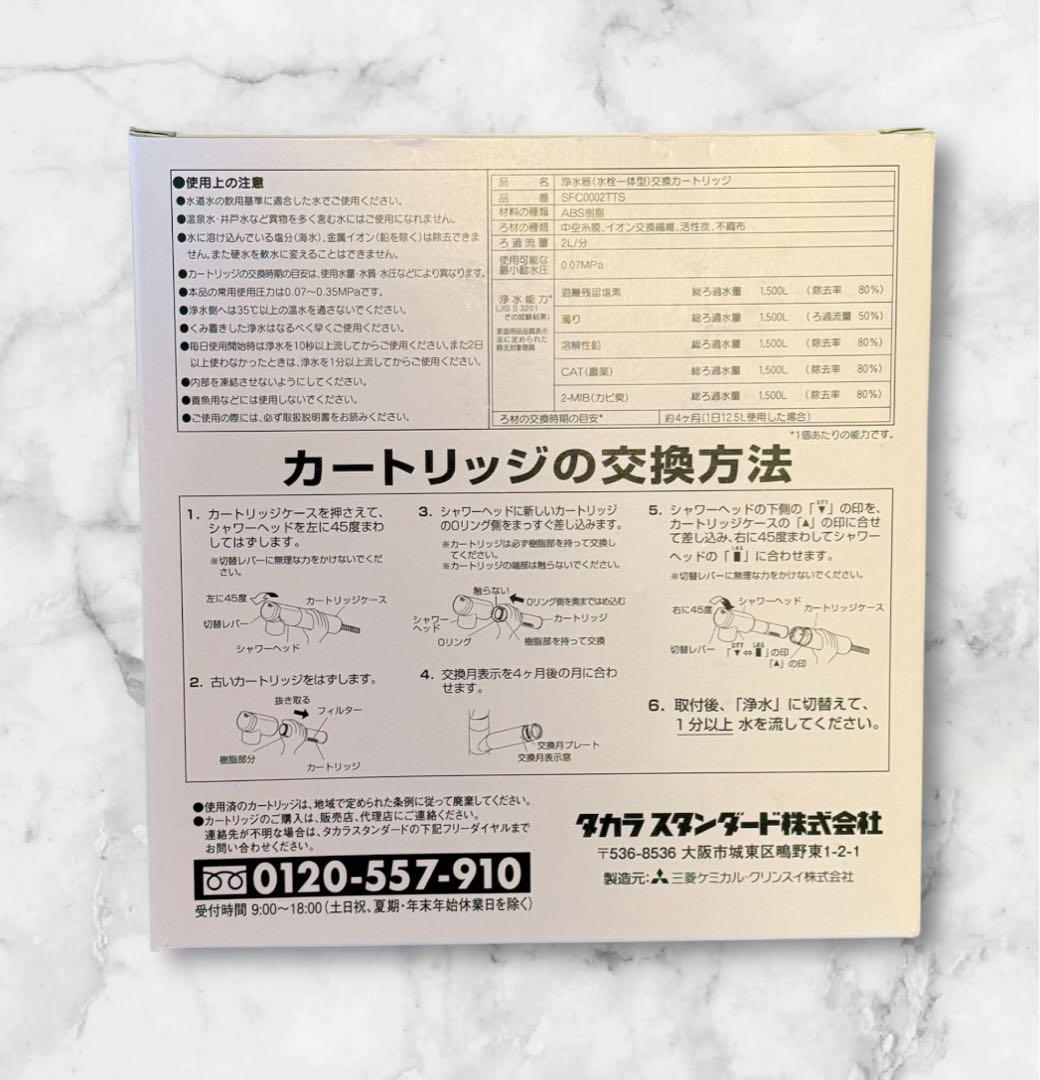 ●使用上の注意
●水道水の飲用基準に適合した水でご使用ください。
●温泉水・井戸水など異物を多く含む水にはご使用になれません。
●水に溶け込んでいる塩分(海水)、金属イオン(鉛を除く)は除去できま
せん。また硬水を軟水に変えることはできません。
●カートリッジの交換時期の目安は、使用水量・水質・水圧などにより異なります。
●本品の常用使用圧力は0.07～0.35MPaです。
●浄水側へは35℃以上の温水を通さないでください。
●くみ置きした浄水はなるべく早くご使用ください。
●毎日使用開始時は浄水を10秒以上流してからご使用ください。また2日
以上使わなかったときは、浄水を1分以上流してからご使用ください。
●内部を凍結させないようにしてください。
●養魚用などには使用しないでください。
●ご使用の際には、必ず取扱説明書をお読みください。
品名 浄水器(水栓一体型)交換カートリッジ
品番 SFC0002TTS
材料の種類 ABS樹脂
ろ材の種類 中空糸膜、イオン交換繊維、活性炭、不織布
ろ過流量 2L/分
使用可能な
最小動水圧 0.07MPa
浄水能力*
(JIS S 3201
での試験結果)
家庭用品品質表示
法に定められた
除去対象物質
遊離残留塩素 総ろ過水量 1,500L (除去率 80%)
濁り 総ろ過水量 1,500L (ろ過流量 50%)
溶解性鉛 総ろ過水量 1,500L (除去率 80%)
CAT(農薬) 総ろ過水量 1,500L (除去率 80%)
2-MIB(カビ臭) 総ろ過水量 1,500L (除去率 80%)
ろ材の交換時期の目安* 約4ヶ月(1日12.5L使用した場合)
*1個あたりの能力です。
カートリッジの交換方法
1. カートリッジケースを押さえて、
シャワーヘッドを左に45度まわ
してはずします。
※切替レバーに無理な力をかけないでくだ
さい。
左に45度
カートリッジケース
切替レバー
シャワーヘッド
2. 古いカートリッジをはずします。
抜き取る
フィルター
樹脂部分
カートリッジ
3. シャワーヘッドに新しいカートリッジ
のOリング側をまっすぐ差し込みます。
※カートリッジは必ず樹脂部を持って交換し
てください。
※カートリッジの端部は触らないでください。
触らない
Oリング側を奥まではめ込む
シャワー
ヘッド
カートリッジ
Oリング
樹脂部を持って交換
4. 交換月表示を4ヶ月後の月に合わ
せます。
交換月プレート
交換月表示窓
5. シャワーヘッドの下側の「▼」の印を、
カートリッジケースの「▲」の印に合せ
て差し込み、右に45度まわしてシャワー
ヘッドの「▮」に合わせます。
※切替レバーに無理な力をかけないでください。
右に45度
シャワーヘッド
カートリッジケース
切替レバー
「▼⇔▮」の印
「▲」の印
6. 取付後、「浄水」に切替えて、
1分以上 水を流してください。
●使用済のカートリッジは、地域で定められた条例に従って廃棄してください。
●カートリッジのご購入は、販売店、代理店にご連絡ください。
連絡先が不明な場合は、タカラスタンダードの下記フリーダイヤルまで
お問い合わせください。
0120-557-910
受付時間 9:00～18:00(土日祝、夏期・年末年始休業日を除く)
タカラスタンダード株式会社
〒536-8536 大阪市城東区鴫野東1-2-1
製造元: 三菱ケミカル・クリンスイ株式会社